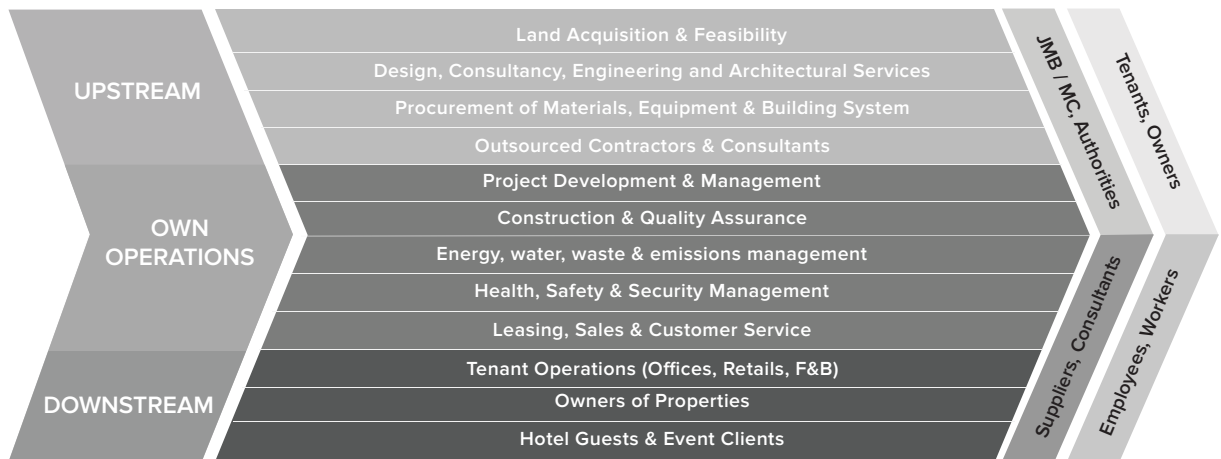 UPSTREAM
Land Acquisition & Feasibility
Design, Consultancy, Engineering and Architectural Services
Procurement of Materials, Equipment & Building System
Outsourced Contractors & Consultants
OWN
OPERATIONS
Project Development & Management
Construction & Quality Assurance
Energy, water, waste & emissions management
Health, Safety & Security Management
Leasing, Sales & Customer Service
DOWNSTREAM
Tenant Operations (Offices, Retails, F&B)
Owners of Properties
Hotel Guests & Event Clients
JMB / MC, Authorities
Tenants, Owners
Suppliers, Consultants
Employees, Workers